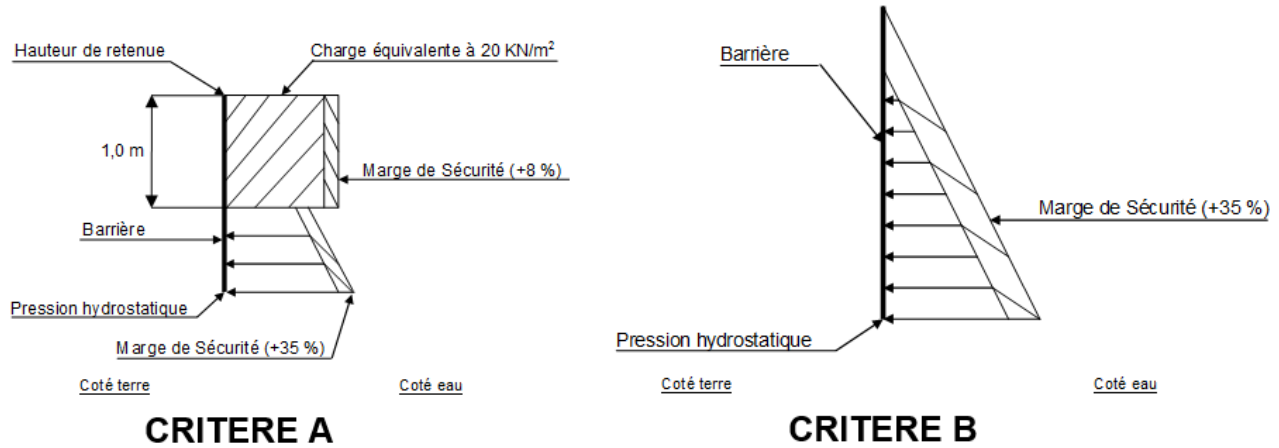 Hauteur de retenue
Charge équivalente à 20 KN/m²
1,0 m
Marge de Sécurité (+8 %)
Barrière
Pression hydrostatique
Marge de Sécurité (+35 %)
Coté terre
Coté eau
CRITERE A
Barrière
Marge de Sécurité (+35 %)
Pression hydrostatique
Coté terre
Coté eau
CRITERE B